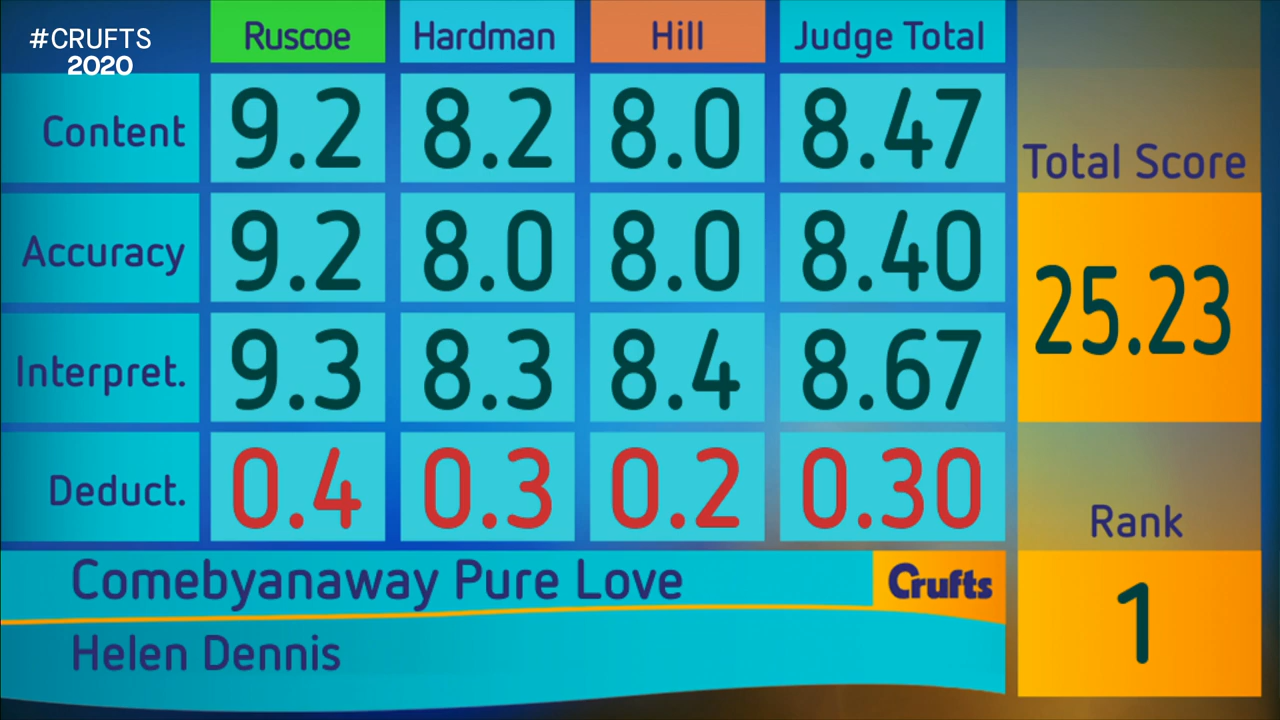 #CRUFTS
2020
Ruscoe Hardman Hill Judge Total
Content 9.2 8.2 8.0 8.47
Total Score
Accuracy 9.2 8.0 8.0 8.40
25.23
Interpret. 9.3 8.3 8.4 8.67
Deduct. 0.4 0.3 0.2 0.30
Rank
1
Comebyanaway Pure Love
Crufts
Helen Dennis